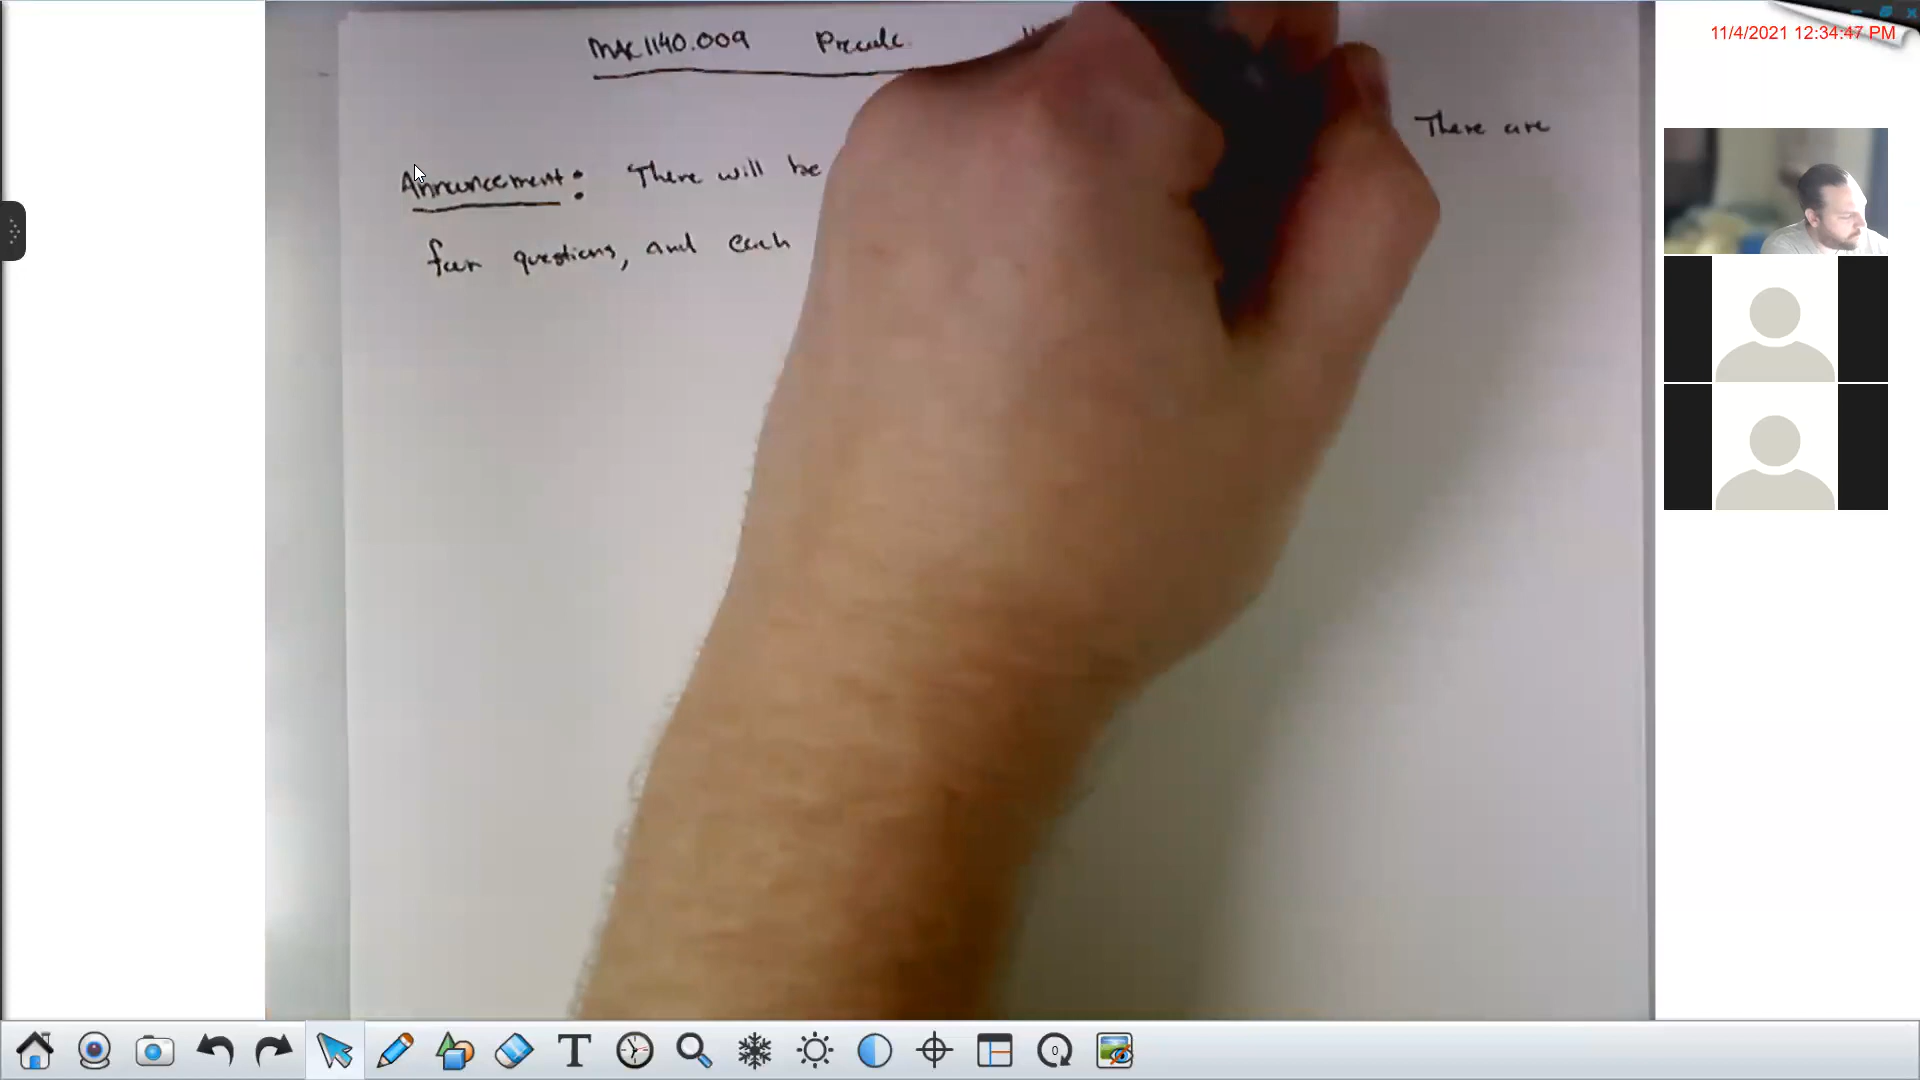 11/4/2021 12:34:47 PM
MAC1140.009 Precalc.
Announcement: There will be There are
four questions, and each